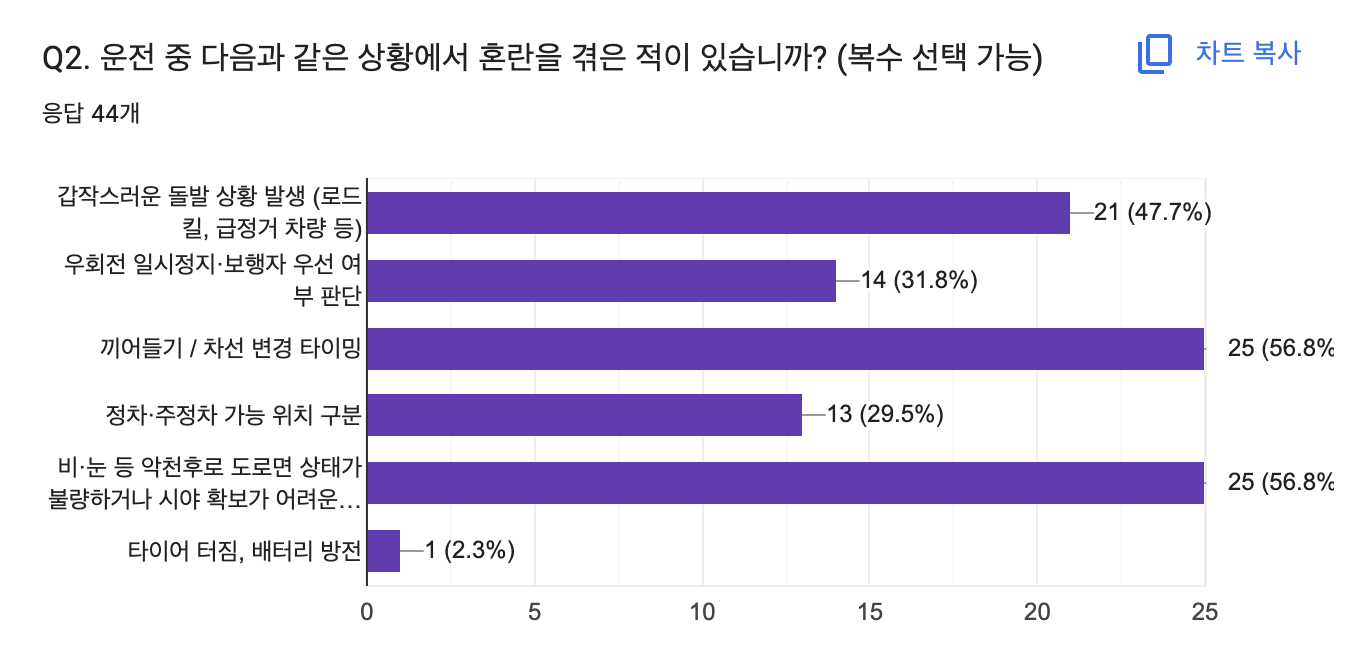 Q2. 운전 중 다음과 같은 상황에서 혼란을 겪은 적이 있습니까? (복수 선택 가능)
차트 복사
응답 44개
갑작스러운 돌발 상황 발생 (로드
킬, 급정거 차량 등)
21 (47.7%)
우회전 일시정지·보행자 우선 여
부 판단
14 (31.8%)
끼어들기 / 차선 변경 타이밍
25 (56.8%
정차·주정차 가능 위치 구분
13 (29.5%)
비·눈 등 악천후로 도로면 상태가
불량하거나 시야 확보가 어려운…
25 (56.8%
타이어 터짐, 배터리 방전
1 (2.3%)
0 5 10 15 20 25